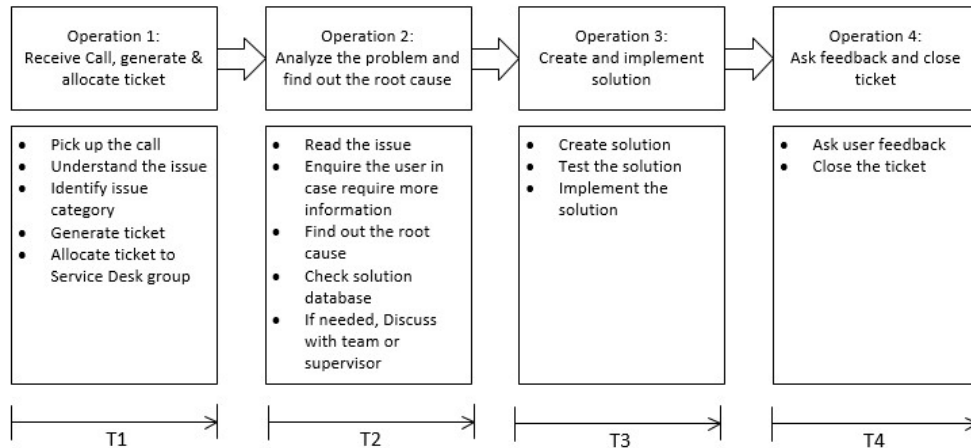 Operation 1:
Receive Call, generate &
allocate ticket
Operation 2:
Analyze the problem and
find out the root cause
Operation 3:
Create and implement
solution
Operation 4:
Ask feedback and close
ticket
• Pick up the call
• Understand the issue
• Identify issue
category
• Generate ticket
• Allocate ticket to
Service Desk group
• Read the issue
• Enquire the user in
case require more
information
• Find out the root
cause
• Check solution
database
• If needed, Discuss
with team or
supervisor
• Create solution
• Test the solution
• Implement the
solution
• Ask user feedback
• Close the ticket
T1
T2
T3
T4